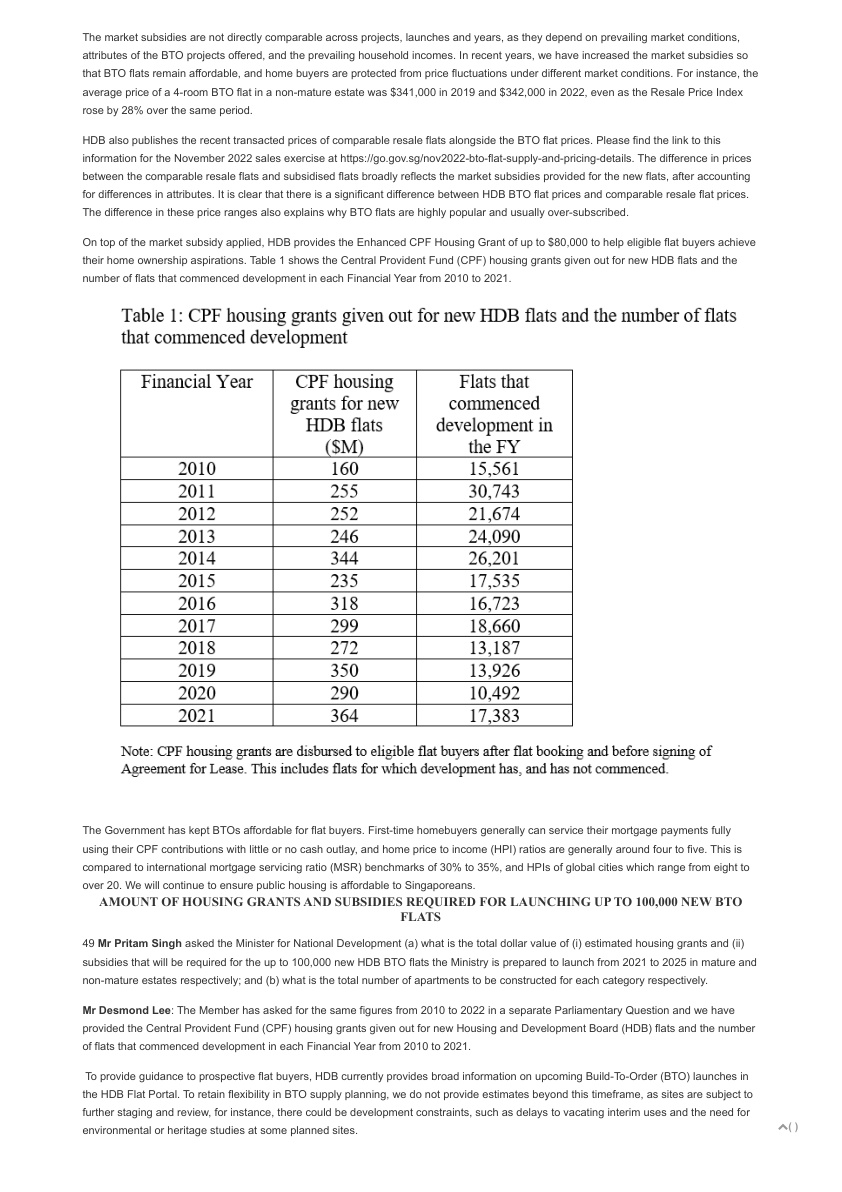 The market subsidies are not directly comparable across projects, launches and years, as they depend on prevailing market conditions,
attributes of the BTO projects offered, and the prevailing household incomes. In recent years, we have increased the market subsidies so
that BTO flats remain affordable, and home buyers are protected from price fluctuations under different market conditions. For instance, the
average price of a 4-room BTO flat in a non-mature estate was $341,000 in 2019 and $342,000 in 2022, even as the Resale Price Index
rose by 28% over the same period.
HDB also publishes the recent transacted prices of comparable resale flats alongside the BTO flat prices. Please find the link to this
information for the November 2022 sales exercise at https://go.gov.sg/nov2022-bto-flat-supply-and-pricing-details. The difference in prices
between the comparable resale flats and subsidised flats broadly reflects the market subsidies provided for the new flats, after accounting
for differences in attributes. It is clear that there is a significant difference between HDB BTO flat prices and comparable resale flat prices.
The difference in these price ranges also explains why BTO flats are highly popular and usually over-subscribed.
On top of the market subsidy applied, HDB provides the Enhanced CPF Housing Grant of up to $80,000 to help eligible flat buyers achieve
their home ownership aspirations. Table 1 shows the Central Provident Fund (CPF) housing grants given out for new HDB flats and the
number of flats that commenced development in each Financial Year from 2010 to 2021.
Table 1: CPF housing grants given out for new HDB flats and the number of flats
that commenced development
Financial Year CPF housing Flats that
grants for new commenced
HDB flats development in
($M) the FY
2010 160 15,561
2011 255 30,743
2012 252 21,674
2013 246 24,090
2014 344 26,201
2015 235 17,535
2016 318 16,723
2017 299 18,660
2018 272 13,187
2019 350 13,926
2020 290 10,492
2021 364 17,383
Note: CPF housing grants are disbursed to eligible flat buyers after flat booking and before signing of
Agreement for Lease. This includes flats for which development has, and has not commenced.
The Government has kept BTOs affordable for flat buyers. First-time homebuyers generally can service their mortgage payments fully
using their CPF contributions with little or no cash outlay, and home price to income (HPI) ratios are generally around four to five. This is
compared to international mortgage servicing ratio (MSR) benchmarks of 30% to 35%, and HPIs of global cities which range from eight to
over 20. We will continue to ensure public housing is affordable to Singaporeans.
AMOUNT OF HOUSING GRANTS AND SUBSIDIES REQUIRED FOR LAUNCHING UP TO 100,000 NEW BTO
FLATS
49 Mr Pritam Singh asked the Minister for National Development (a) what is the total dollar value of (i) estimated housing grants and (ii)
subsidies that will be required for the up to 100,000 new HDB BTO flats the Ministry is prepared to launch from 2021 to 2025 in mature and
non-mature estates respectively; and (b) what is the total number of apartments to be constructed for each category respectively.
Mr Desmond Lee: The Member has asked for the same figures from 2010 to 2022 in a separate Parliamentary Question and we have
provided the Central Provident Fund (CPF) housing grants given out for new Housing and Development Board (HDB) flats and the number
of flats that commenced development in each Financial Year from 2010 to 2021.
To provide guidance to prospective flat buyers, HDB currently provides broad information on upcoming Build-To-Order (BTO) launches in
the HDB Flat Portal. To retain flexibility in BTO supply planning, we do not provide estimates beyond this timeframe, as sites are subject to
further staging and review, for instance, there could be development constraints, such as delays to vacating interim uses and the need for
environmental or heritage studies at some planned sites.
( )